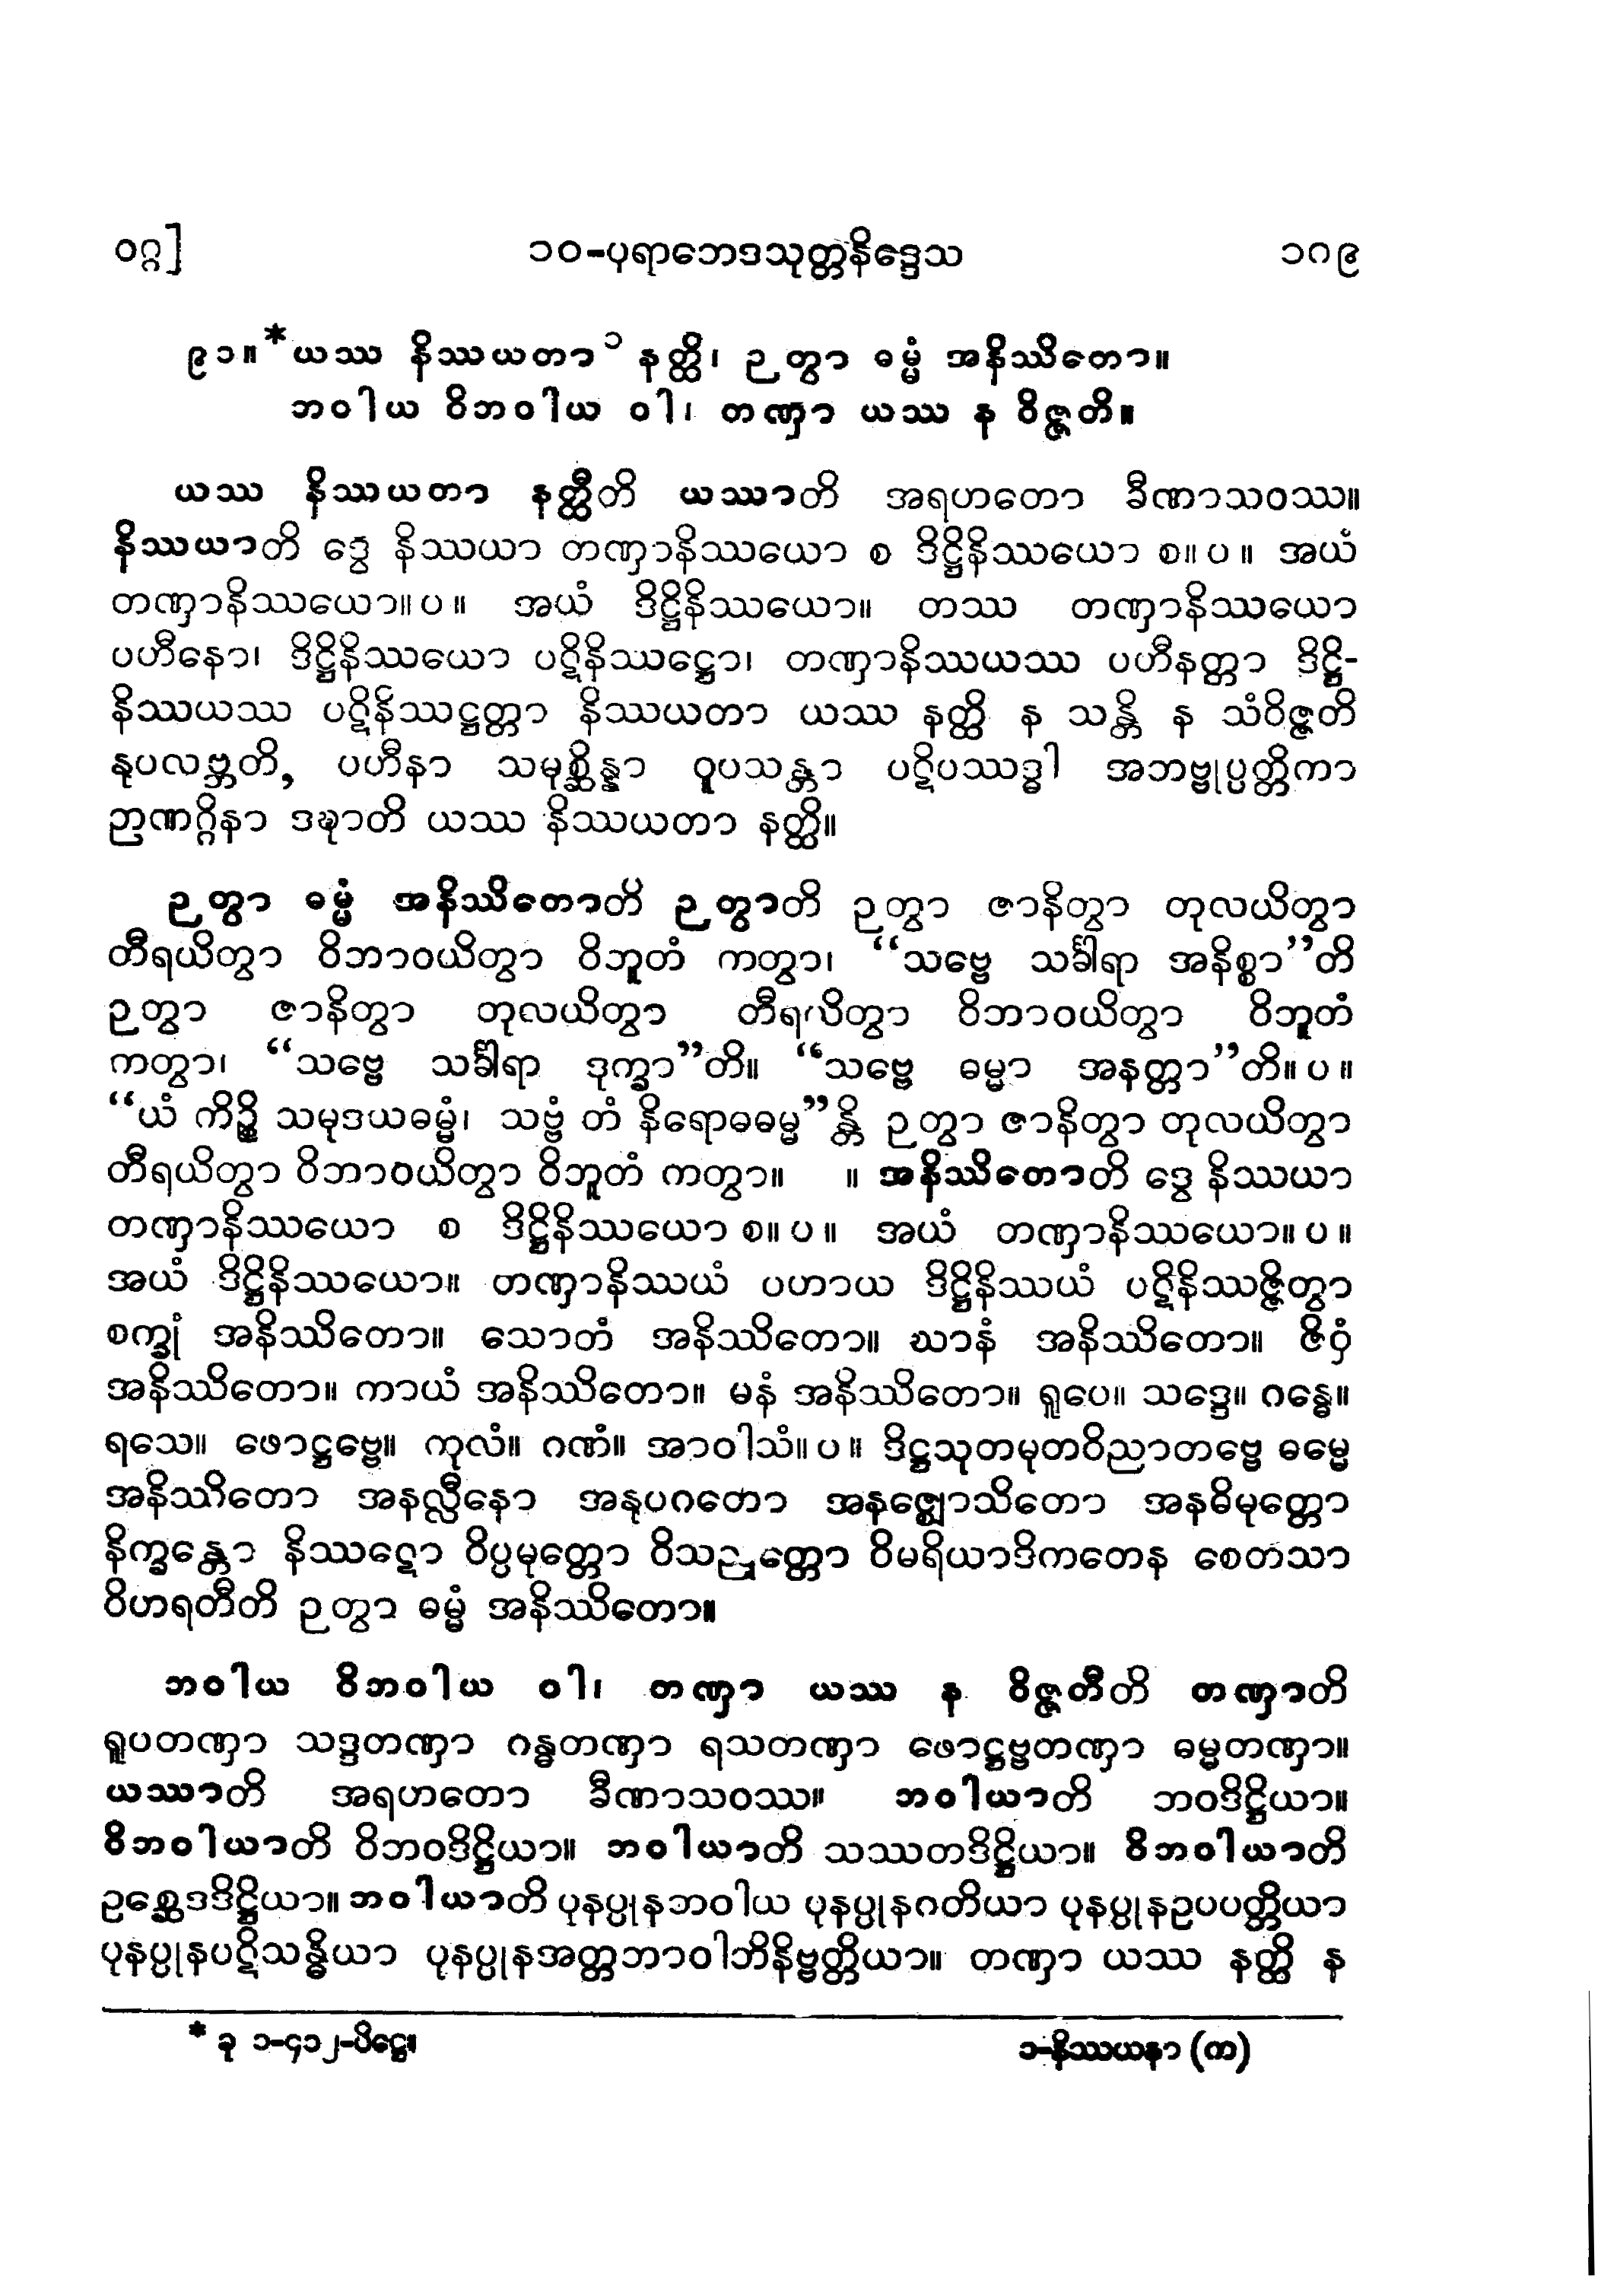 ဝဂ္ဂ] ၁ဝ-ပုရာဘေဒသုတ္တနိဒ္ဒေသ ၁ဂ၉
၉၁။ * ယဿ နိဿယတာ ၁ နတ္ထိ၊ ဉတွာ ဓမ္မံ အနိဿိတော။
ဘဝါယ ဝိဘဝါယ ဝါ၊ တဏှာ ယဿ န ဝိဇ္ဇတိ။
ယဿ နိဿယတာ နတ္ထီတိ ယဿာတိ အရဟတော ခီဏာသဝဿ။
နိဿယာတိ ဒွေ နိဿယာ တဏှာနိဿယော စ ဒိဋ္ဌိနိဿယော စ။ ပ ။ အယံ
တဏှာနိဿယော။ ပ ။ အယံ ဒိဋ္ဌိနိဿယော။ တဿ တဏှာနိဿယော
ပဟီနော၊ ဒိဋ္ဌိနိဿယော ပဋိနိဿဋ္ဌော၊ တဏှာနိဿယဿ ပဟီနတ္တာ ဒိဋ္ဌိ-
နိဿယဿ ပဋိနိဿဋ္ဌတ္တာ နိဿယတာ ယဿ နတ္ထိ န သန္တိ န သံဝိဇ္ဇတိ
နုပလဗ္ဘတိ, ပဟီနာ သမုစ္ဆိန္နာ ဝူပသန္တာ ပဋိပဿဒ္ဓါ အဘဗ္ဗုပ္ပတ္တိကာ
ဉာဏဂ္ဂိနာ ဒဍ္ဎာတိ ယဿ နိဿယတာ နတ္ထိ။
ဉတွာ ဓမ္မံ အနိဿိတောတိ ဉတွာတိ ဉတွာ ဇာနိတွာ တုလယိတွာ
တီရယိတွာ ဝိဘာဝယိတွာ ဝိဘူတံ ကတွာ၊ “သဗ္ဗေ သင်္ခါရာ အနိစ္စာ”တိ
ဉတွာ ဇာနိတွာ တုလယိတွာ တီရယိတွာ ဝိဘာဝယိတွာ ဝိဘူတံ
ကတွာ၊ “သဗ္ဗေ သင်္ခါရာ ဒုက္ခာ”တိ။ “သဗ္ဗေ ဓမ္မာ အနတ္တာ”တိ။ ပ ။
“ယံ ကိဉ္စိ သမုဒယဓမ္မံ၊ သဗ္ဗံ တံ နိရောဓဓမ္မ”န္တိ ဉတွာ ဇာနိတွာ တုလယိတွာ
တီရယိတွာ ဝိဘာဝယိတွာ ဝိဘူတံ ကတွာ။ ။ အနိဿိတောတိ ဒွေ နိဿယာ
တဏှာနိဿယော စ ဒိဋ္ဌိနိဿယော စ။ ပ ။ အယံ တဏှာနိဿယော။ ပ ။
အယံ ဒိဋ္ဌိနိဿယော။ တဏှာနိဿယံ ပဟာယ ဒိဋ္ဌိနိဿယံ ပဋိနိဿဇ္ဇိတွာ
စက္ခုံ အနိဿိတော။ သောတံ အနိဿိတော။ ဃာနံ အနိဿိတော။ ဇိဝှံ
အနိဿိတော။ ကာယံ အနိဿိတော။ မနံ အနိဿိတော။ ရူပေ။ သဒ္ဒေ။ ဂန္ဓေ။
ရသေ။ ဖောဋ္ဌဗ္ဗေ။ ကုလံ။ ဂဏံ။ အာဝါသံ။ ပ ။ ဒိဋ္ဌသုတမုတဝိညာတဗ္ဗေ ဓမ္မေ
အနိဿိတော အနလ္လီနော အနုပဂတော အနဇ္ဈောသိတော အနဓိမုတ္တော
နိက္ခန္တော နိဿဋော ဝိပ္ပမုတ္တော ဝိသညုတ္တော ဝိမရိယာဒိကတေန စေတသာ
ဝိဟရတီတိ ဉတွာ ဓမ္မံ အနိဿိတော။
ဘဝါယ ဝိဘဝါယ ဝါ၊ တဏှာ ယဿ န ဝိဇ္ဇတီတိ တဏှာတိ
ရူပတဏှာ သဒ္ဒတဏှာ ဂန္ဓတဏှာ ရသတဏှာ ဖောဋ္ဌဗ္ဗတဏှာ ဓမ္မတဏှာ။
ယဿာတိ အရဟတော ခီဏာသဝဿ။ ဘဝါယာတိ ဘဝဒိဋ္ဌိယာ။
ဝိဘဝါယာတိ ဝိဘဝဒိဋ္ဌိယာ။ ဘဝါယာတိ သဿတဒိဋ္ဌိယာ။ ဝိဘဝါယာတိ
ဥစ္ဆေဒဒိဋ္ဌိယာ။ ဘဝါယာတိ ပုနပ္ပုနဘဝါယ ပုနပ္ပုနဂတိယာ ပုနပ္ပုနဥပပတ္တိယာ
ပုနပ္ပုနပဋိသန္ဓိယာ ပုနပ္ပုနအတ္တဘာဝါဘိနိဗ္ဗတ္တိယာ။ တဏှာ ယဿ နတ္ထိ န
* ခု ၁-၄၁၂-ပိဋ္ဌေ။ ၁-နိဿယနာ (က)